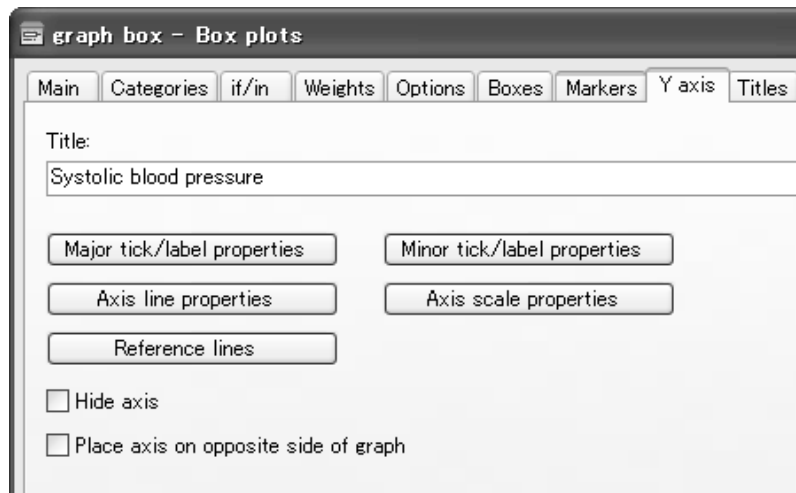 graph box - Box plots
Main Categories if/in Weights Options Boxes Markers Y axis Titles
Title:
Systolic blood pressure
Major tick/label properties Minor tick/label properties
Axis line properties Axis scale properties
Reference lines
Hide axis
Place axis on opposite side of graph